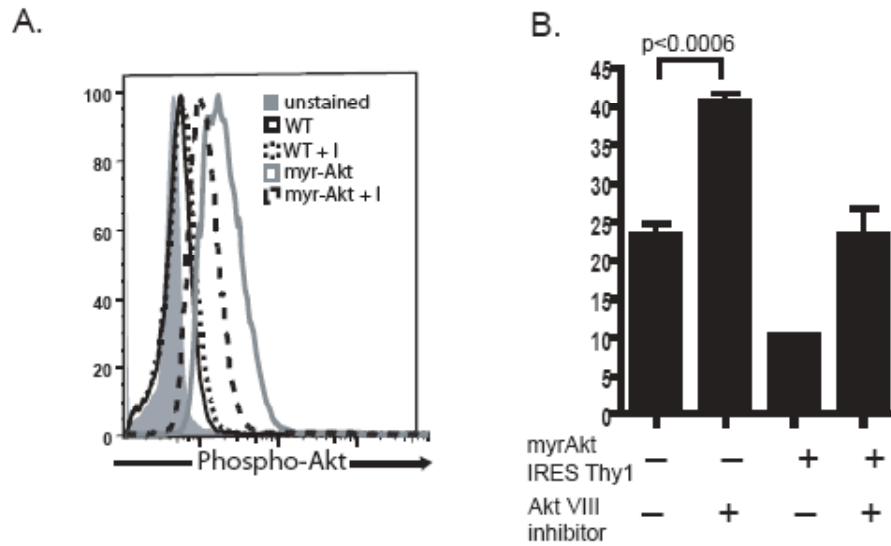 A.
100
80
60
40
20
0
unstained
WT
WT + I
myr-Akt
myr-Akt + I
Phospho-Akt
B.
p<0.0006
45
40
35
30
25
20
15
10
5
0
myrAkt
IRES Thy1
– – + +
Akt VIII
inhibitor
– + – +